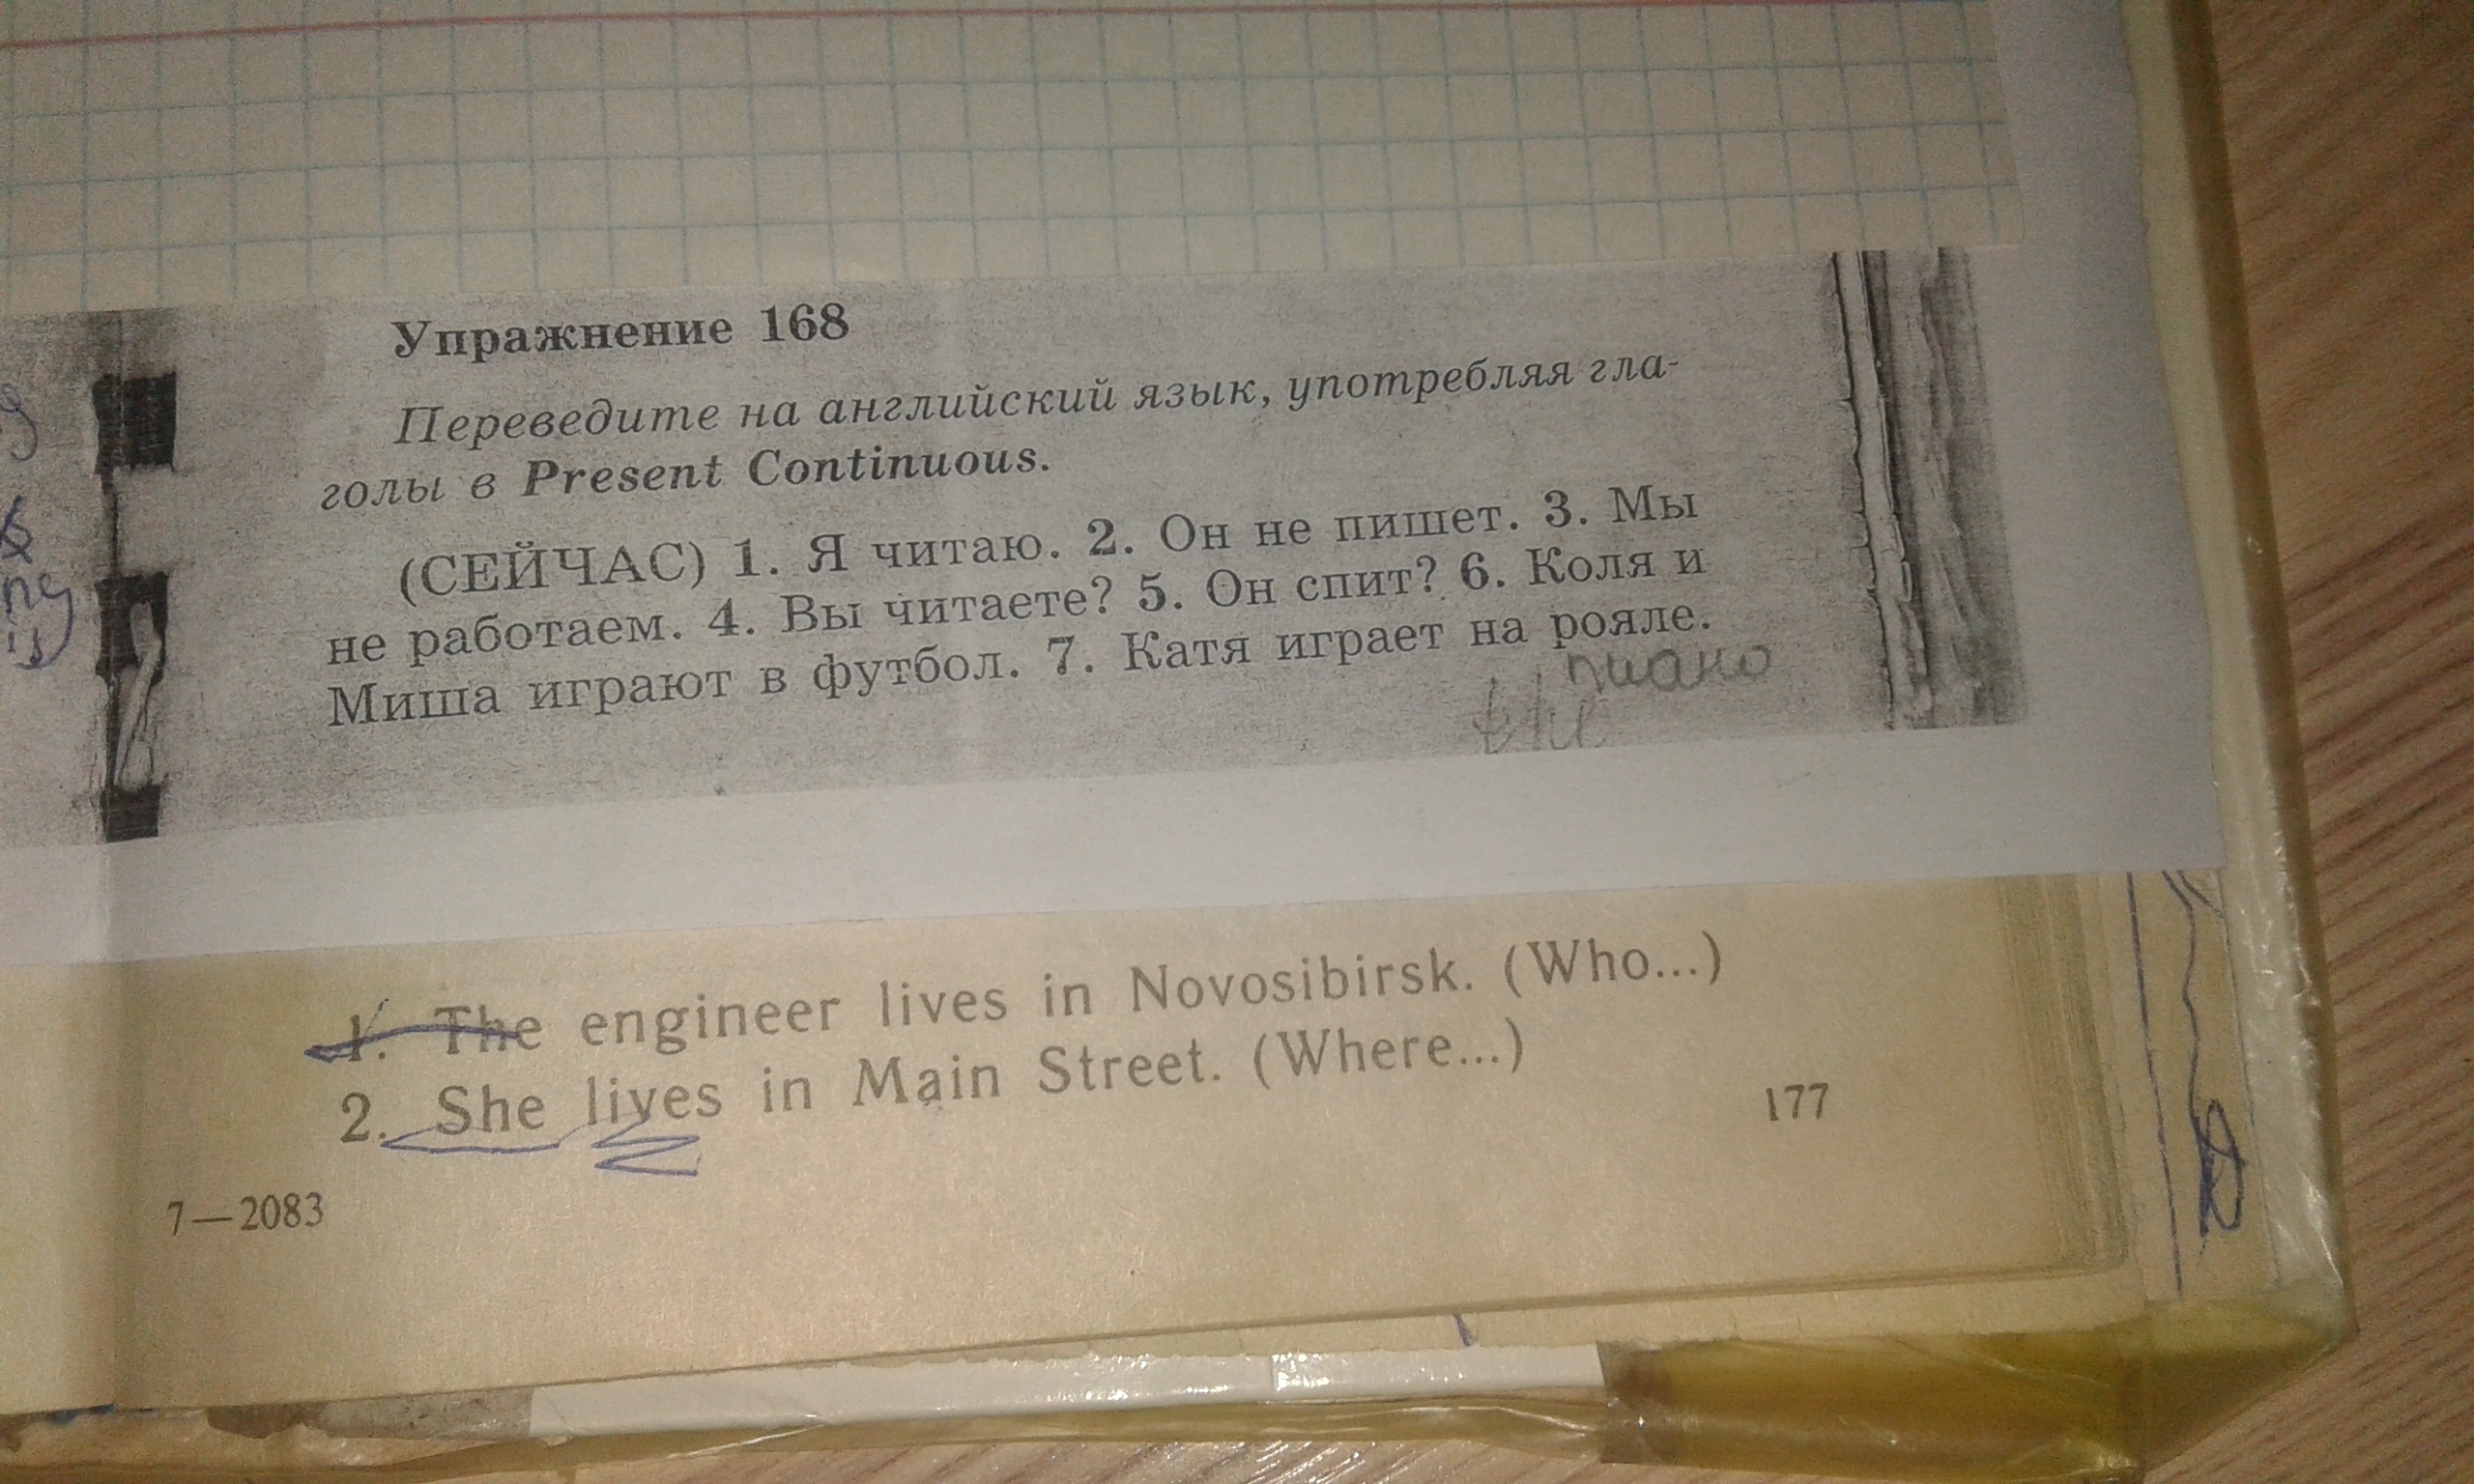 Упражнение 168
Переведите на английский язык, употребляя гла-
голы в Present Continuous.
(СЕЙЧАС) 1. Я читаю. 2. Он не пишет. 3. Мы
не работаем. 4. Вы читаете? 5. Он спит? 6. Коля и
Миша играют в футбол. 7. Катя играет на рояле.
пиано
the
1. The engineer lives in Novosibirsk. (Who...)
2. She lives in Main Street. (Where...)
177
7—2083